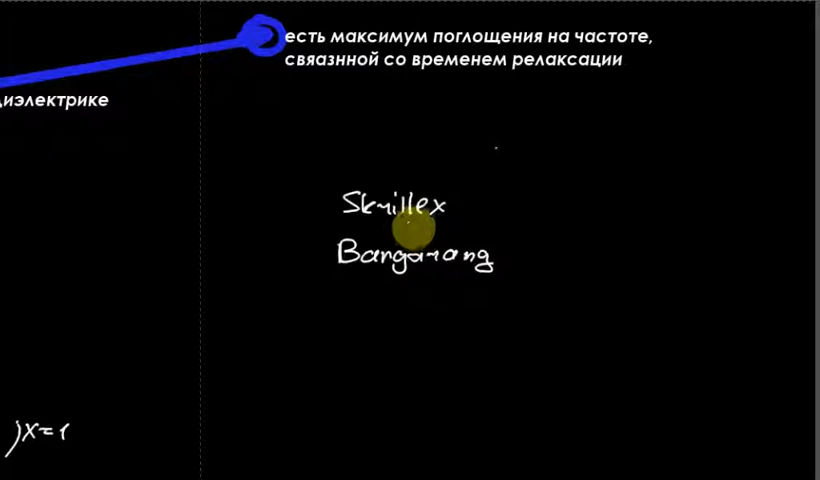 есть максимум поглощения на частоте,
связнной со временем релаксации
диэлектрике
Skrillex
Bangarang
)x=1